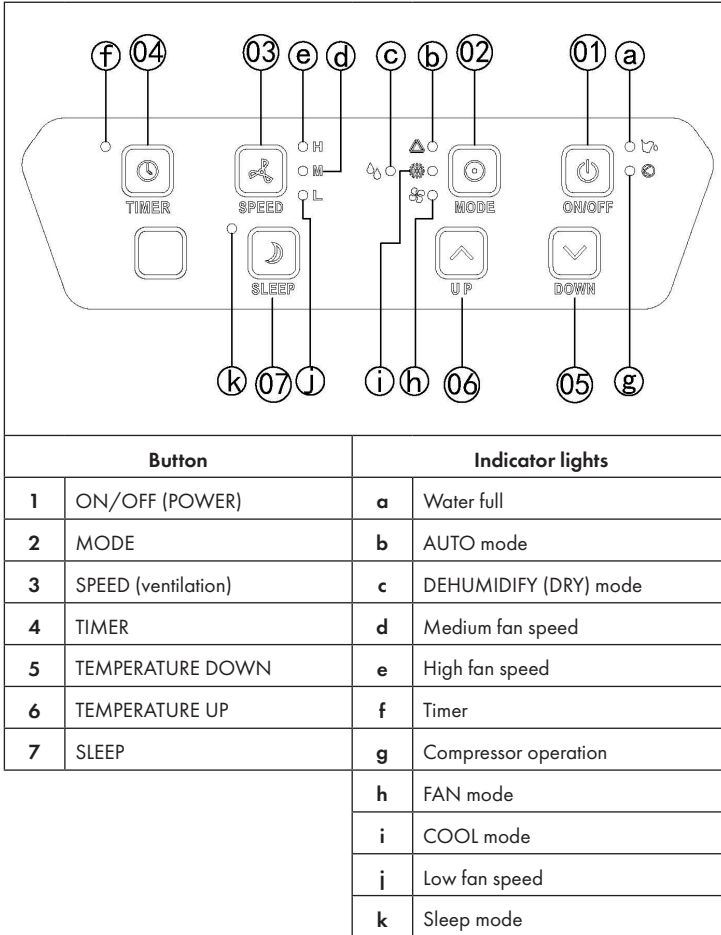 f 04 03 e d c b 02 01 a
H
M
L
TIMER SPEED MODE ON/OFF
SLEEP UP DOWN
k 07 j i h 06 05 g
Button Indicator lights
1 ON/OFF (POWER) a Water full
2 MODE b AUTO mode
3 SPEED (ventilation) c DEHUMIDIFY (DRY) mode
4 TIMER d Medium fan speed
5 TEMPERATURE DOWN e High fan speed
6 TEMPERATURE UP f Timer
7 SLEEP g Compressor operation
h FAN mode
i COOL mode
j Low fan speed
k Sleep mode